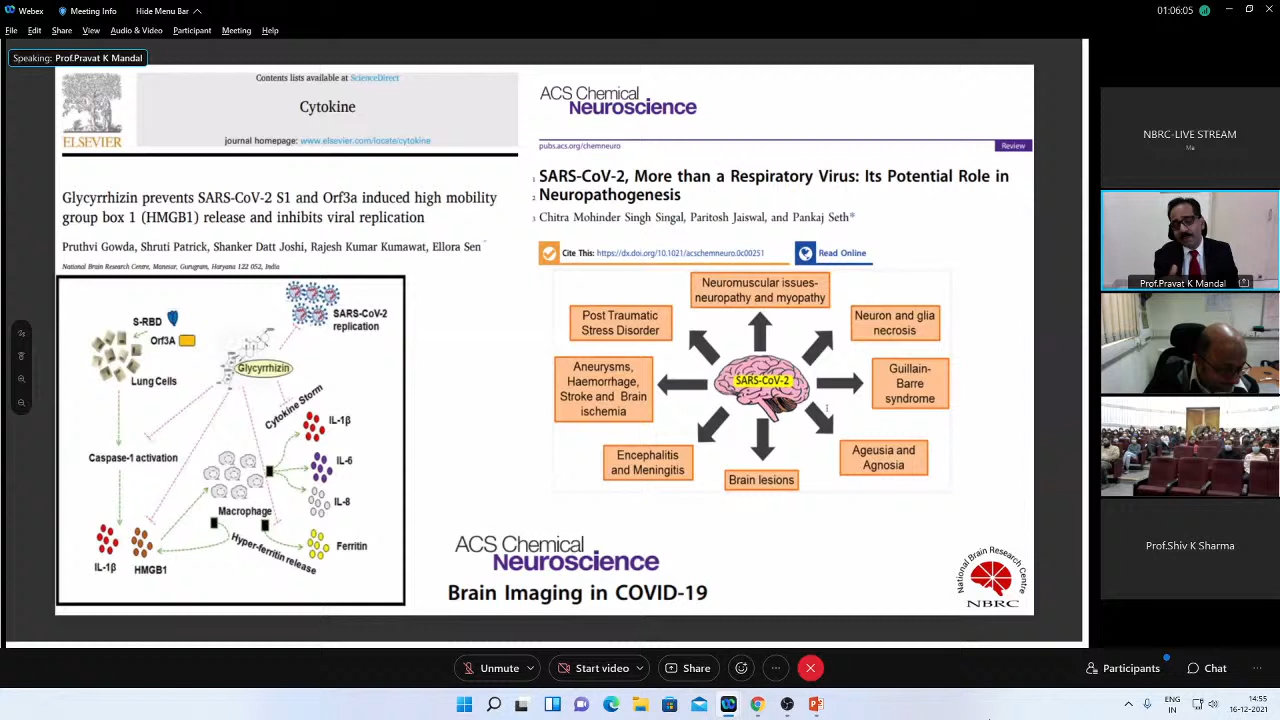 Webex
Meeting Info
Hide Menu Bar
01:06:05
File Edit Share View Audio & Video Participant Meeting Help
Speaking: Prof.Pravat K Mandal
Contents lists available at ScienceDirect
Cytokine
ELSEVIER
journal homepage: www.elsevier.com/locate/cytokine
Glycyrrhizin prevents SARS-CoV-2 S1 and Orf3a induced high mobility
group box 1 (HMGB1) release and inhibits viral replication
Pruthvi Gowda, Shruti Patrick, Shanker Datt Joshi, Rajesh Kumar Kumawat, Ellora Sen
National Brain Research Centre, Manesar, Gurugram, Haryana 122 052, India
SARS-CoV-2
replication
S-RBD
Orf3A
Lung Cells
Glycyrrhizin
Cytokine Storm
IL-1β
Caspase-1 activation
IL-6
IL-8
Macrophage
Hyper-ferritin release
Ferritin
IL-1β
HMGB1
ACS Chemical
Neuroscience
pubs.acs.org/chemneuro
Review
1 SARS-CoV-2, More than a Respiratory Virus: Its Potential Role in
2 Neuropathogenesis
3 Chitra Mohinder Singh Singal, Paritosh Jaiswal, and Pankaj Seth*
Cite This: https://dx.doi.org/10.1021/acschemneuro.0c00251
Read Online
Neuromuscular issues-
neuropathy and myopathy
Post Traumatic
Stress Disorder
Neuron and glia
necrosis
Aneurysms,
Haemorrhage,
Stroke and Brain
ischemia
SARS-CoV-2
Guillain-
Barre
syndrome
Encephalitis
and Meningitis
Brain lesions
Ageusia and
Agnosia
ACS Chemical
Neuroscience
Brain Imaging in COVID-19
National Brain Research Centre
NBRC
NBRC-LIVE STREAM
Me
Prof.Pravat K Mandal
Prof.Shiv K Sharma
Unmute
Start video
Share
Participants
Chat
14:55
16-12-2021